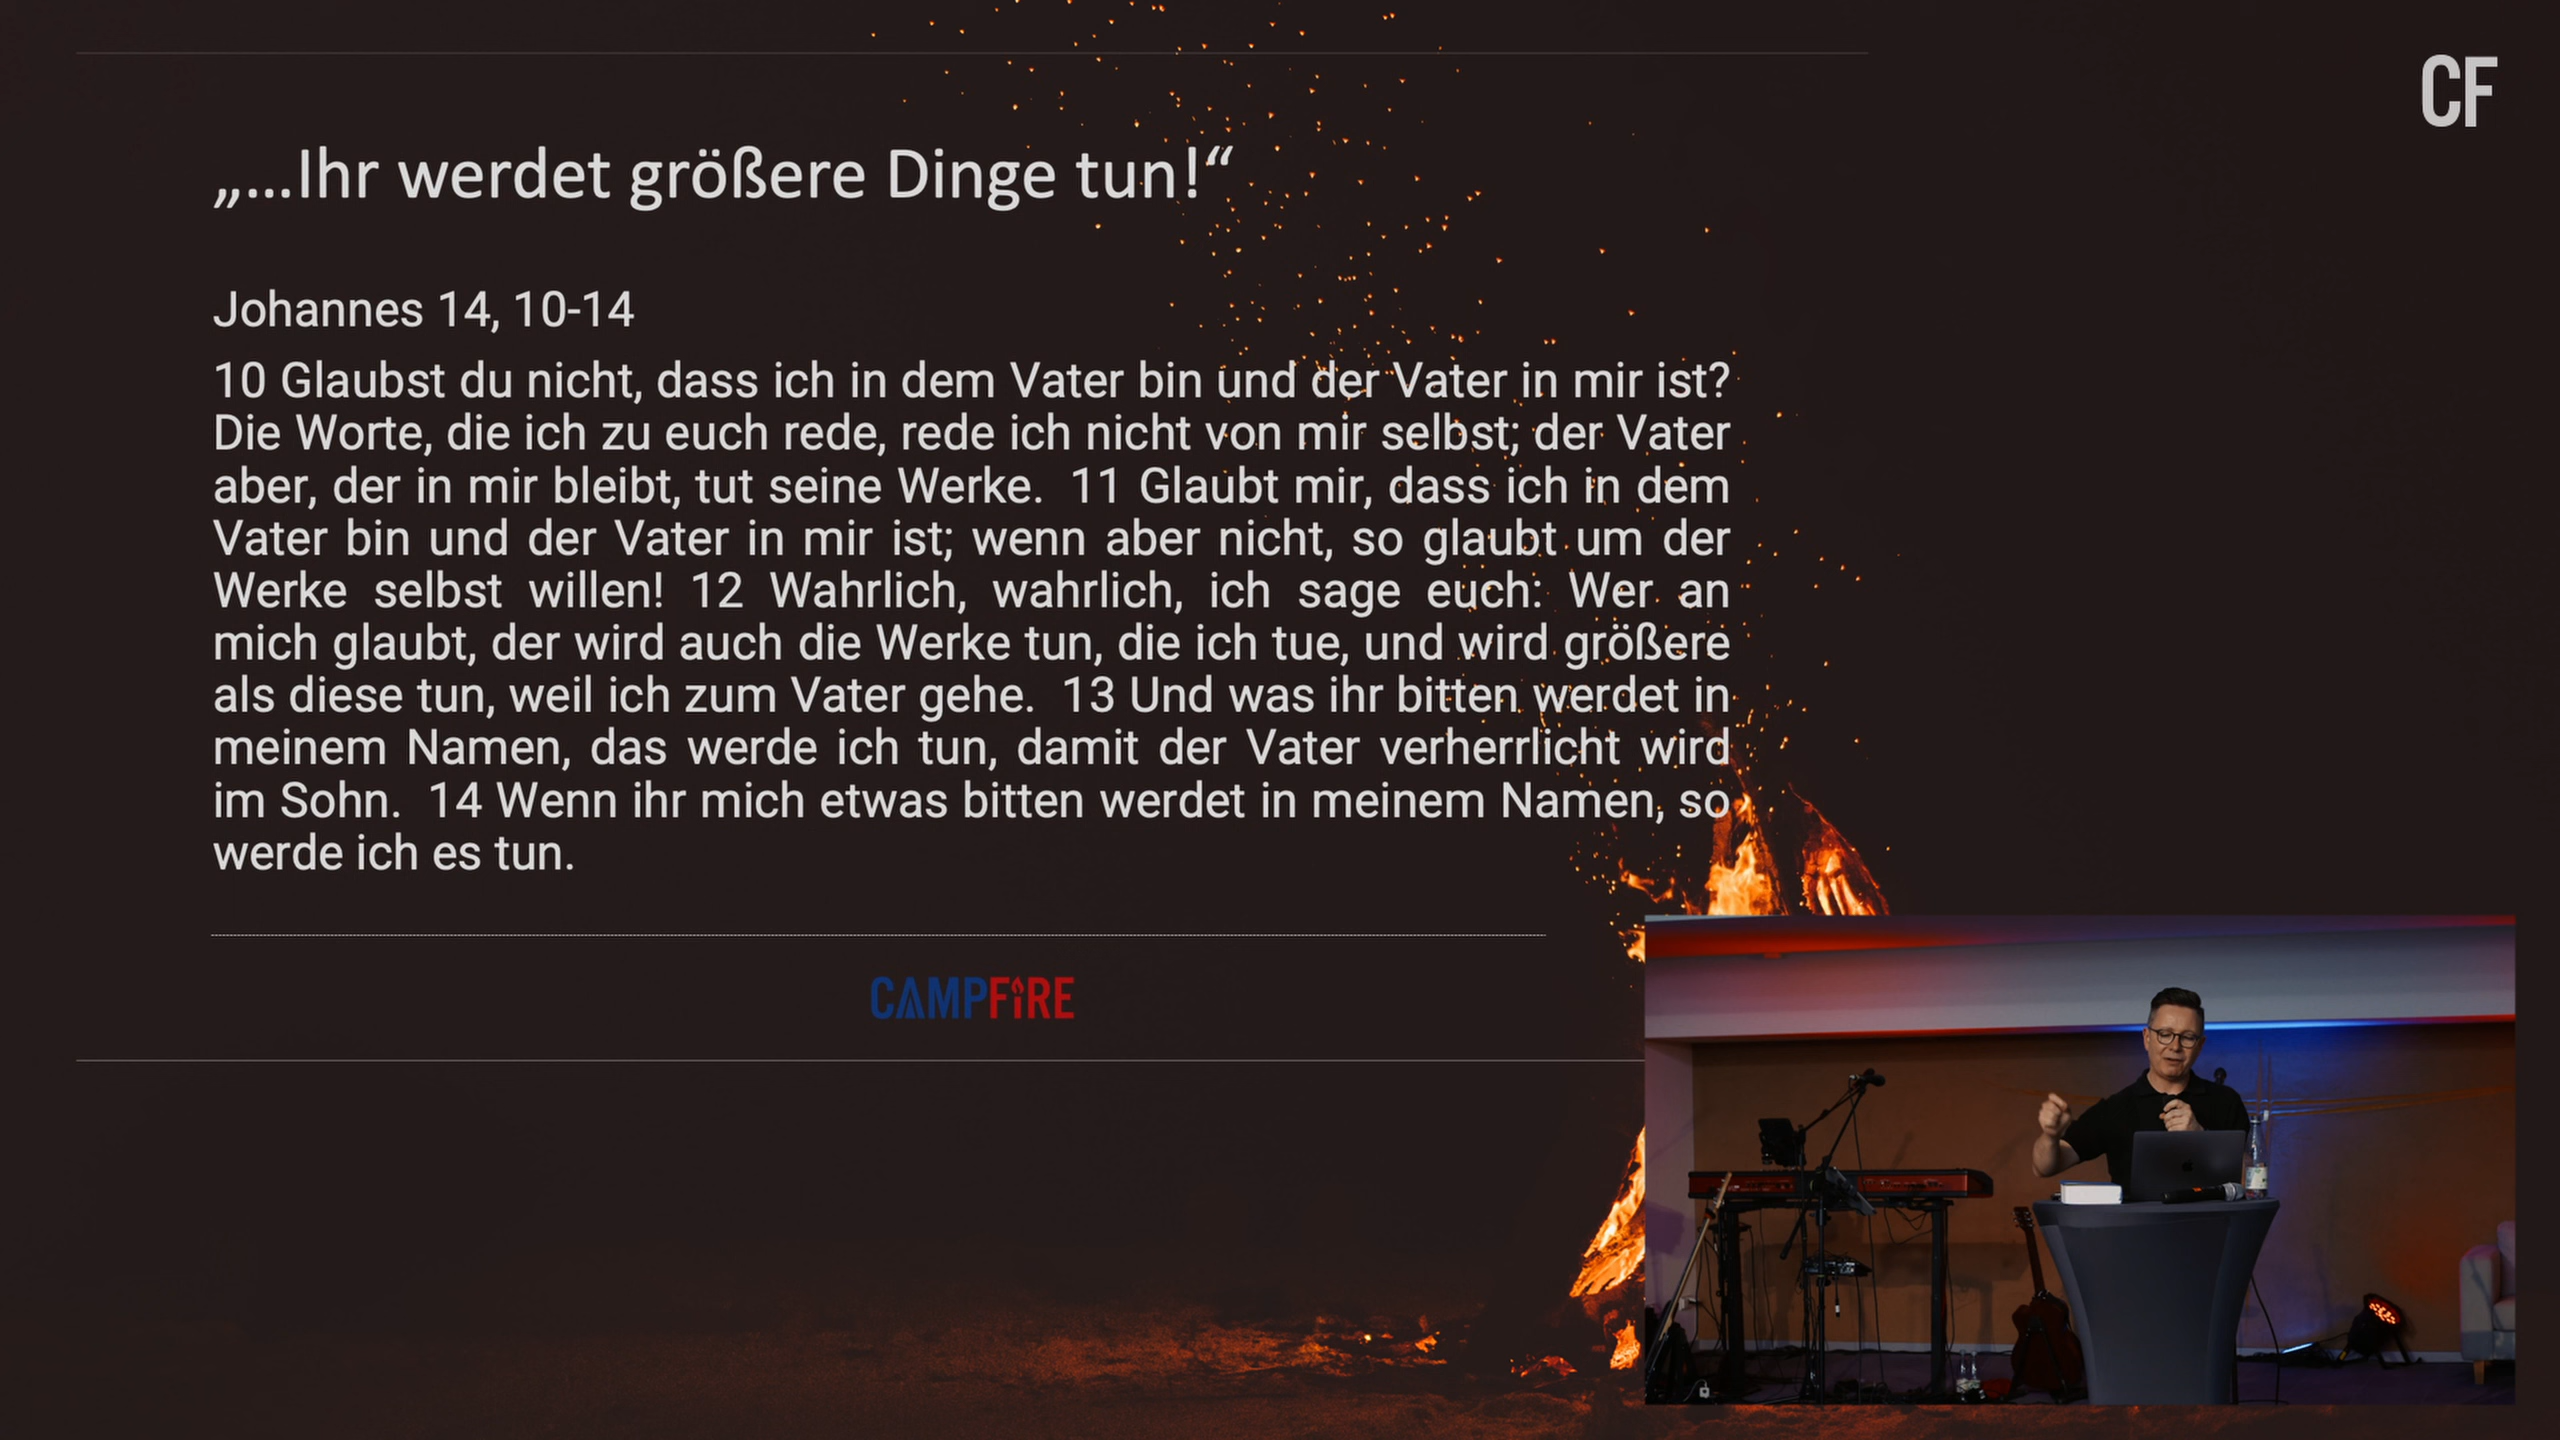 CF
„...Ihr werdet größere Dinge tun!“
Johannes 14, 10-14
10 Glaubst du nicht, dass ich in dem Vater bin und der Vater in mir ist?
Die Worte, die ich zu euch rede, rede ich nicht von mir selbst; der Vater
aber, der in mir bleibt, tut seine Werke. 11 Glaubt mir, dass ich in dem
Vater bin und der Vater in mir ist; wenn aber nicht, so glaubt um der
Werke selbst willen! 12 Wahrlich, wahrlich, ich sage euch: Wer an
mich glaubt, der wird auch die Werke tun, die ich tue, und wird größere
als diese tun, weil ich zum Vater gehe. 13 Und was ihr bitten werdet in
meinem Namen, das werde ich tun, damit der Vater verherrlicht wird
im Sohn. 14 Wenn ihr mich etwas bitten werdet in meinem Namen, so
werde ich es tun.
CAMPFiRE